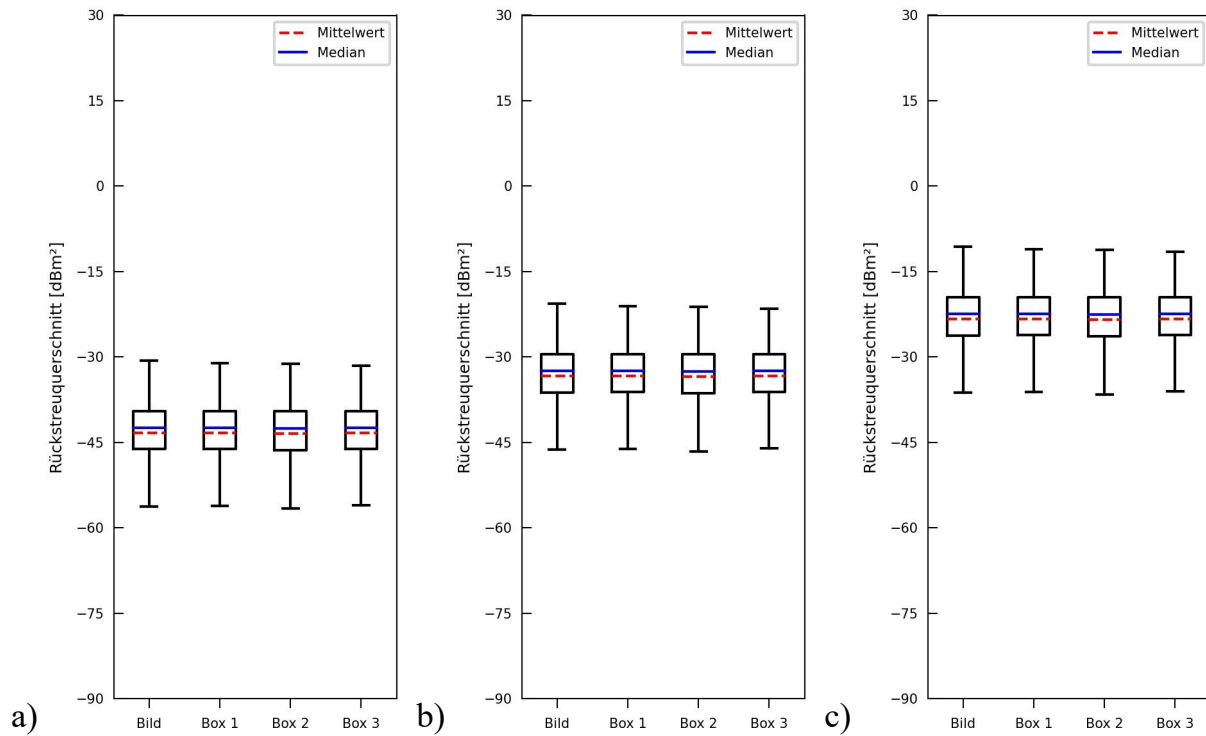 a)
Rückstreuquerschnitt [dBm²]
30
15
0
−15
−30
−45
−60
−75
−90
Mittelwert
Median
Bild Box 1 Box 2 Box 3
b)
Rückstreuquerschnitt [dBm²]
30
15
0
−15
−30
−45
−60
−75
−90
Mittelwert
Median
Bild Box 1 Box 2 Box 3
c)
Rückstreuquerschnitt [dBm²]
30
15
0
−15
−30
−45
−60
−75
−90
Mittelwert
Median
Bild Box 1 Box 2 Box 3